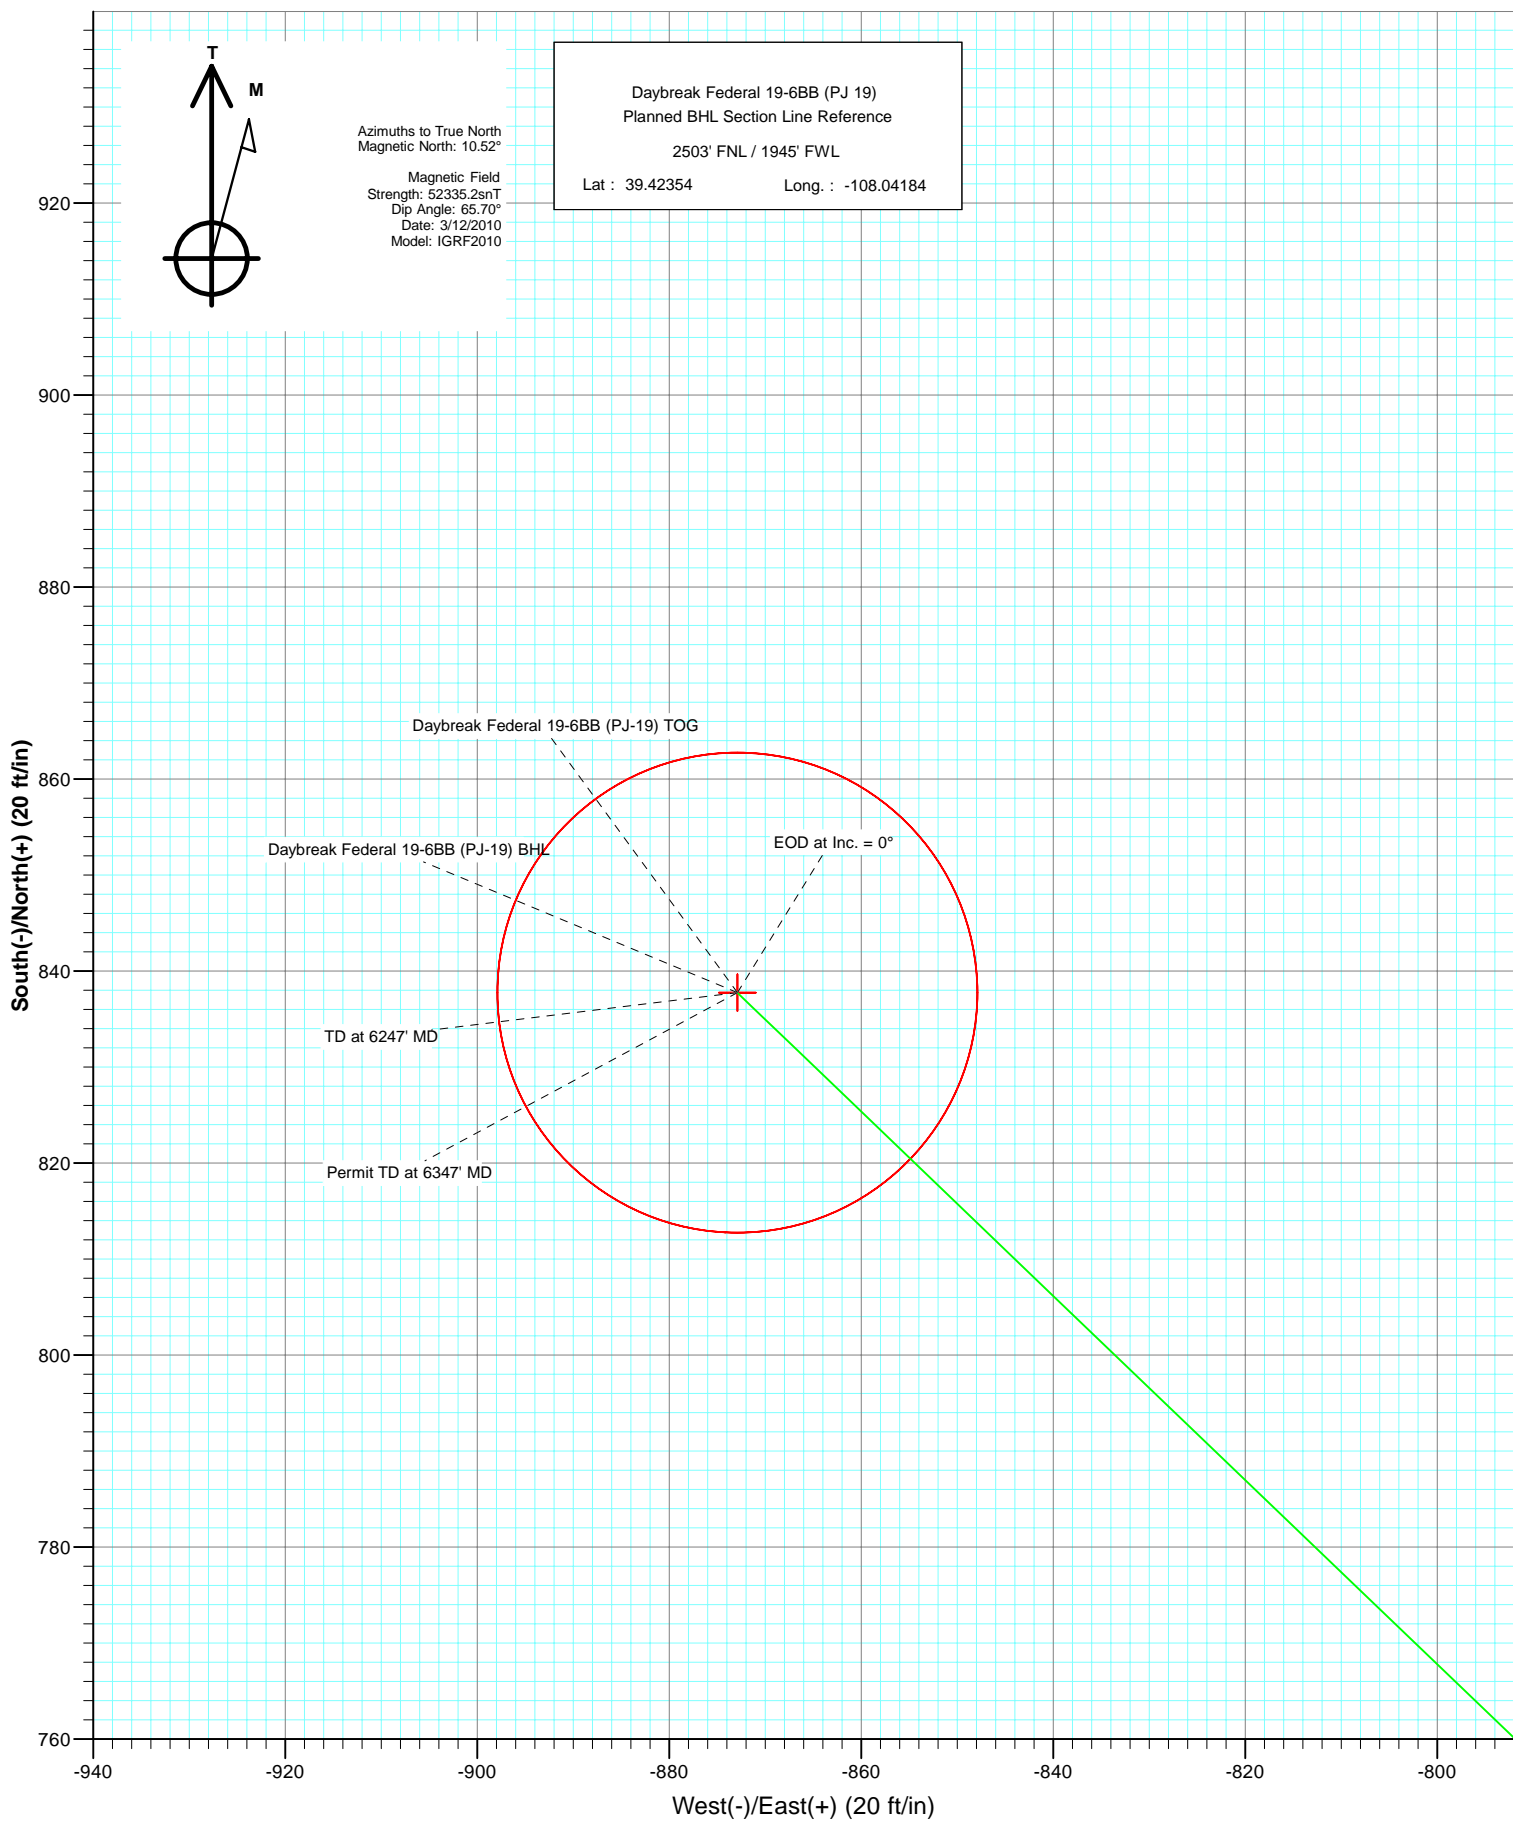 T
M
Azimuths to True North
Magnetic North: 10.52°
Magnetic Field
Strength: 52335.2snT
Dip Angle: 65.70°
Date: 3/12/2010
Model: IGRF2010
Daybreak Federal 19-6BB (PJ 19)
Planned BHL Section Line Reference
2503' FNL / 1945' FWL
Lat : 39.42354 Long. : -108.04184
South(-)/North(+) (20 ft/in)
920
900
880
860
840
820
800
780
760
Daybreak Federal 19-6BB (PJ-19) TOG
EOD at Inc. = 0°
Daybreak Federal 19-6BB (PJ-19) BHL
TD at 6247' MD
Permit TD at 6347' MD
-940 -920 -900 -880 -860 -840 -820 -800
West(-)/East(+) (20 ft/in)